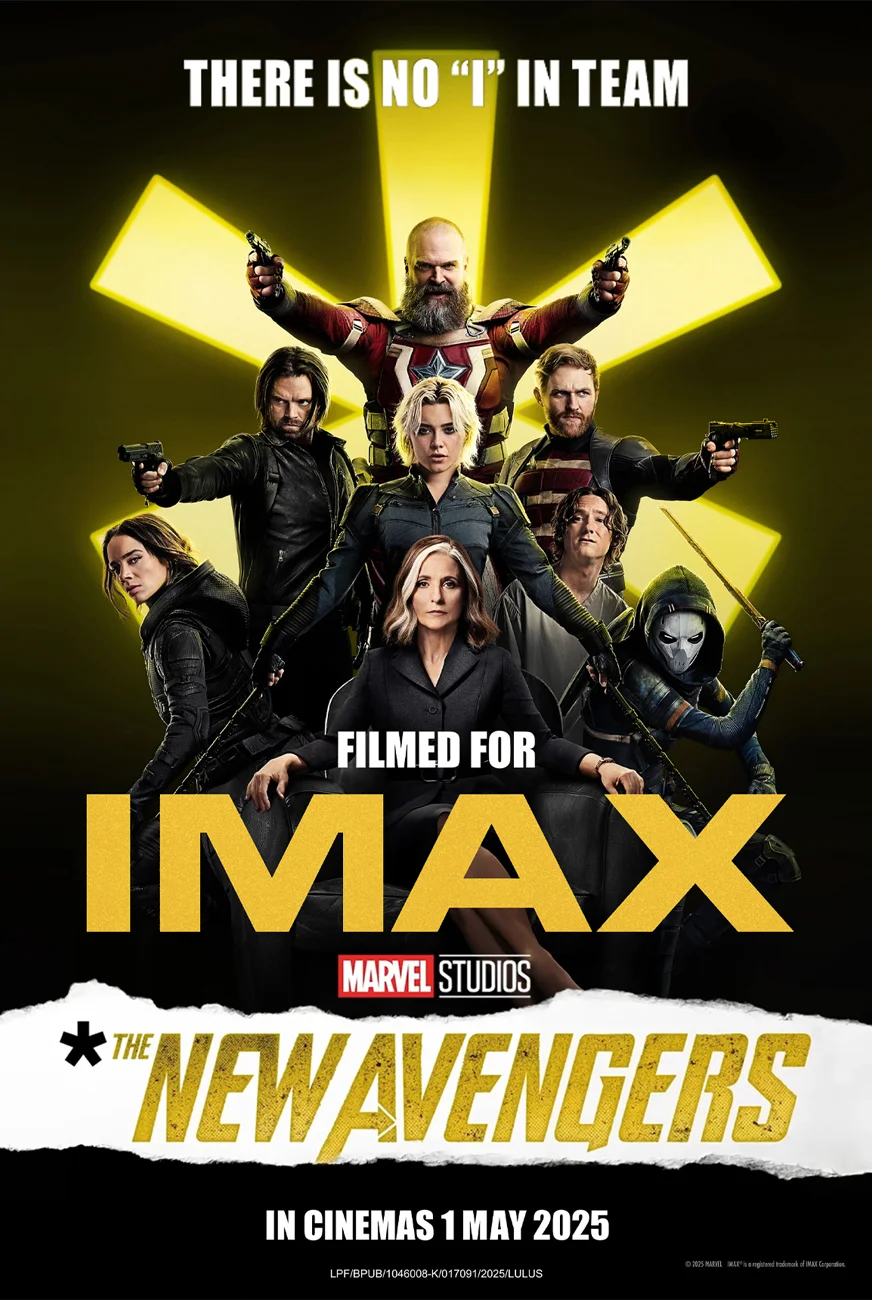 THERE IS NO “I” IN TEAM
FILMED FOR
IMAX
MARVEL STUDIOS
*THE NEW AVENGERS
IN CINEMAS 1 MAY 2025
© 2025 MARVEL IMAX® is a registered trademark of IMAX Corporation.
LPF/BPUB/1046008-K/017091/2025/LULUS